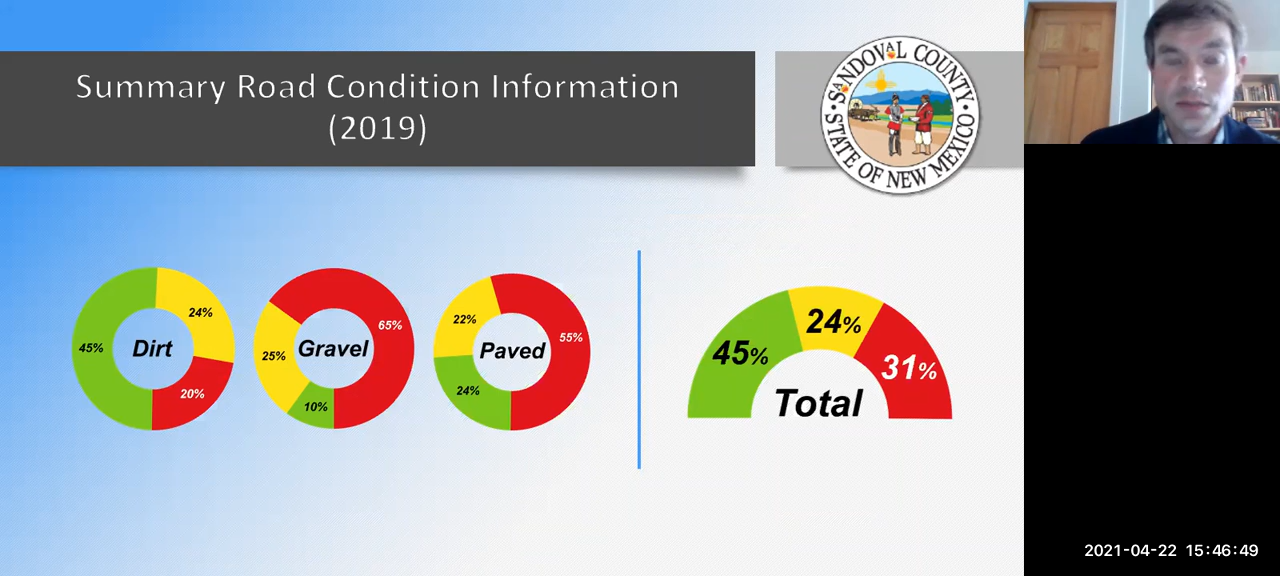 Summary Road Condition Information
(2019)
SANDOVAL COUNTY
STATE OF NEW MEXICO
24%
45%
Dirt
20%
65%
25%
Gravel
10%
22%
55%
Paved
24%
24%
45%
31%
Total
2021-04-22 15:46:49